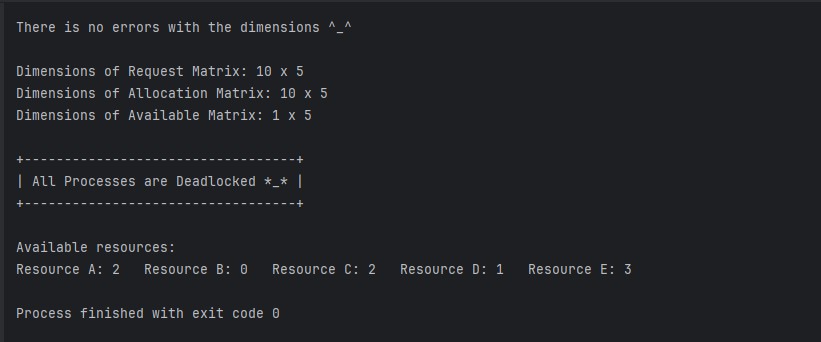 There is no errors with the dimensions ^_^
Dimensions of Request Matrix: 10 x 5
Dimensions of Allocation Matrix: 10 x 5
Dimensions of Available Matrix: 1 x 5
+----------------------------------+
| All Processes are Deadlocked *_* |
+----------------------------------+
Available resources:
Resource A: 2   Resource B: 0   Resource C: 2   Resource D: 1   Resource E: 3
Process finished with exit code 0